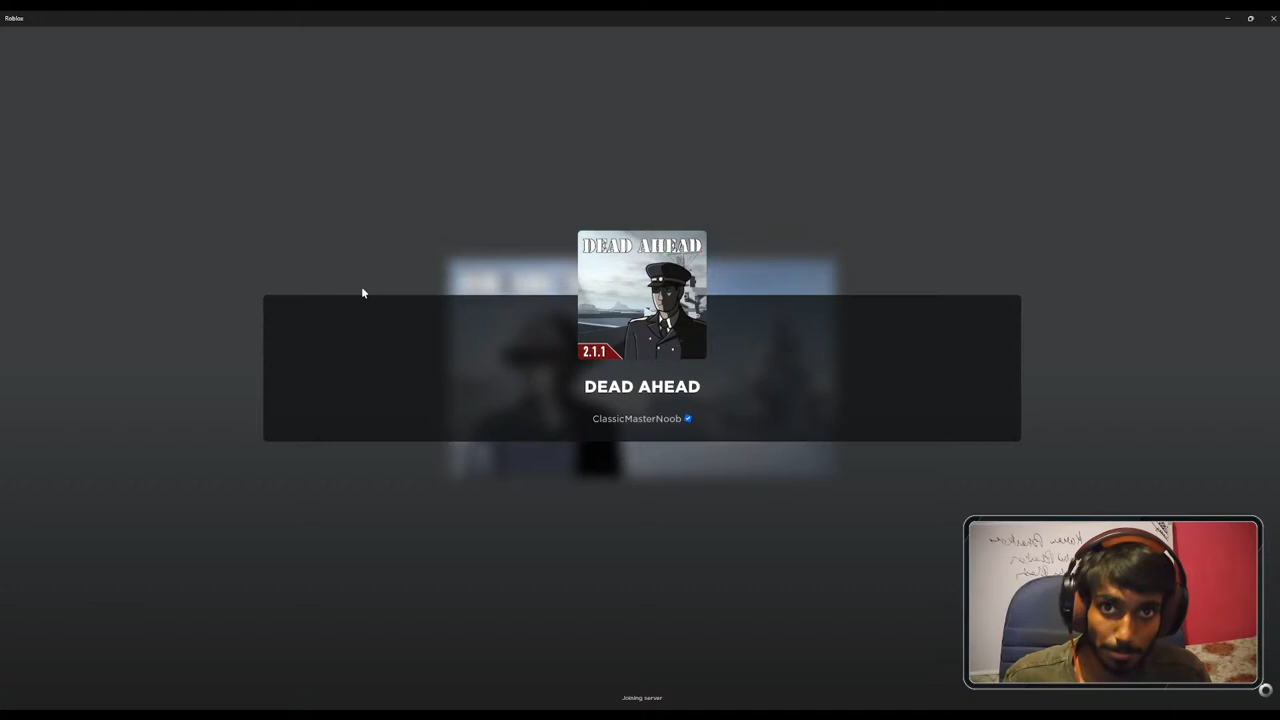 Roblox
DEAD AHEAD
2.1.1
DEAD AHEAD
ClassicMasterNoob
Joining server